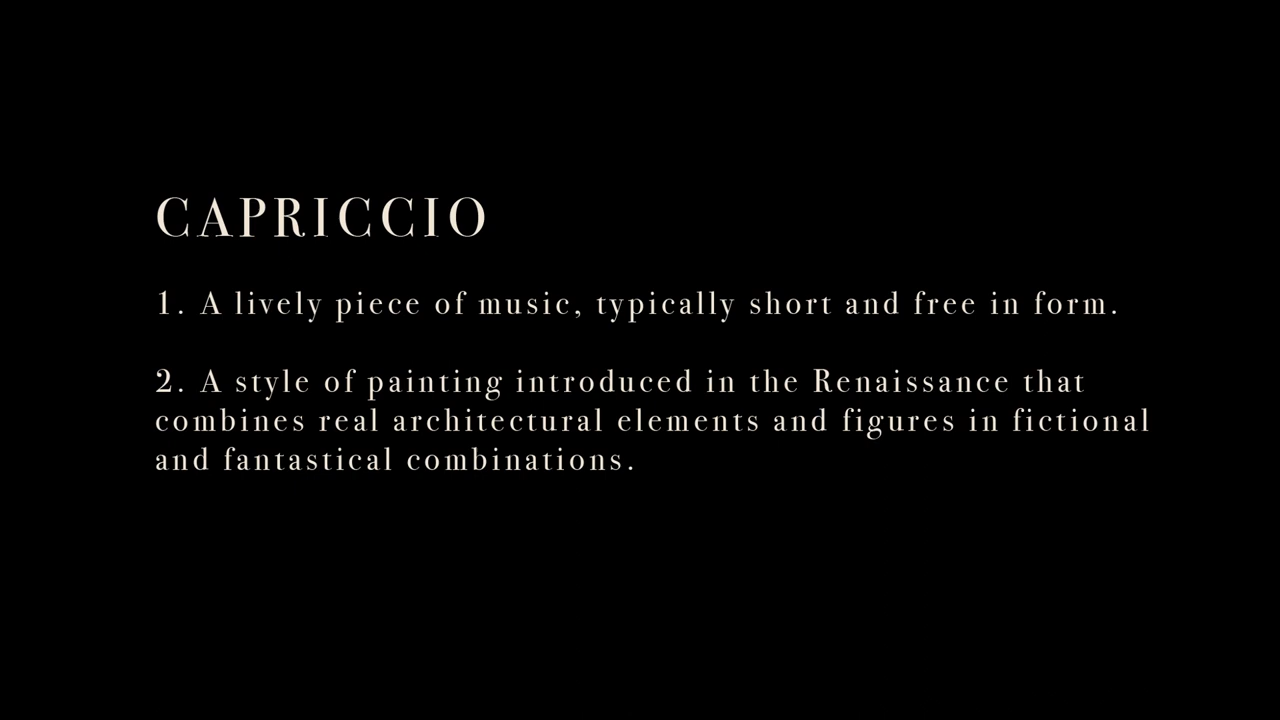 CAPRICCIO
1. A lively piece of music, typically short and free in form.
2. A style of painting introduced in the Renaissance that
combines real architectural elements and figures in fictional
and fantastical combinations.